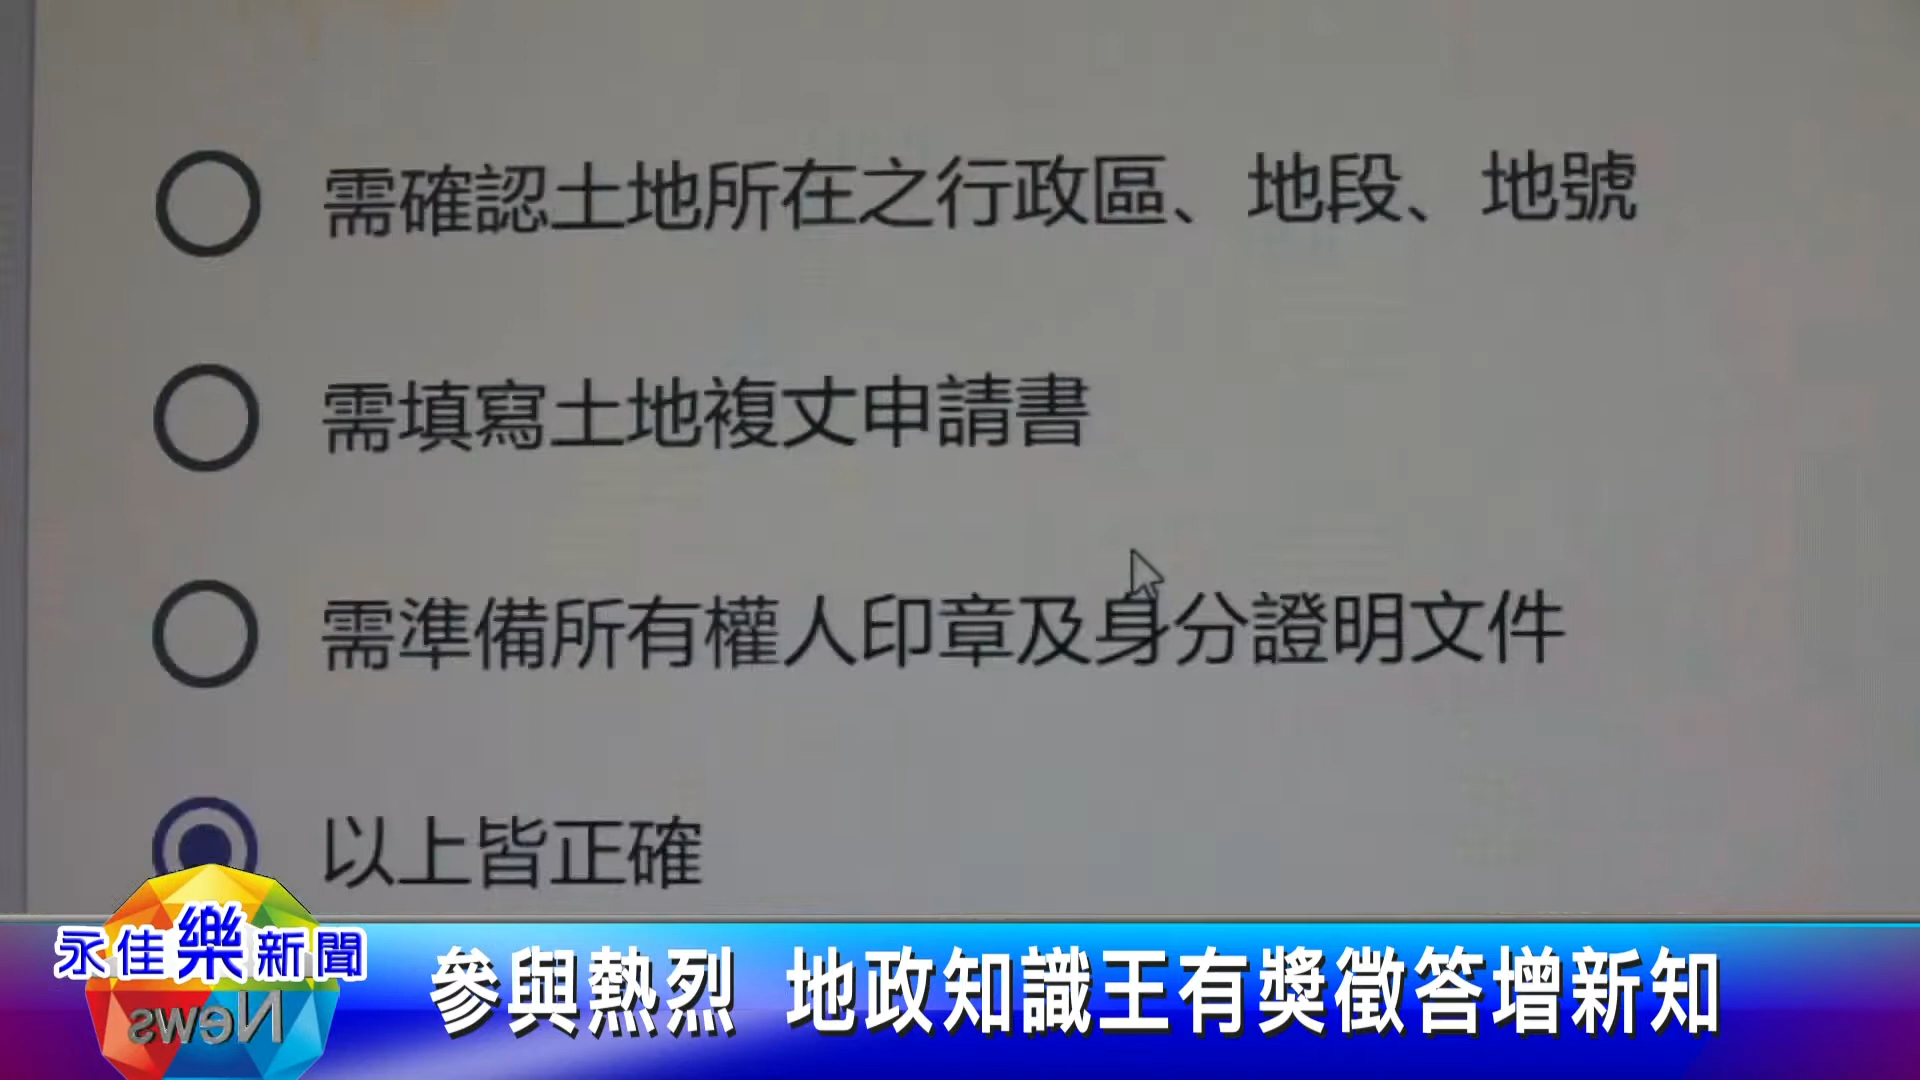 需確認土地所在之行政區、地段、地號
需填寫土地複丈申請書
需準備所有權人印章及身分證明文件
以上皆正確
永佳樂新聞
News
參與熱烈 地政知識王有獎徵答增新知